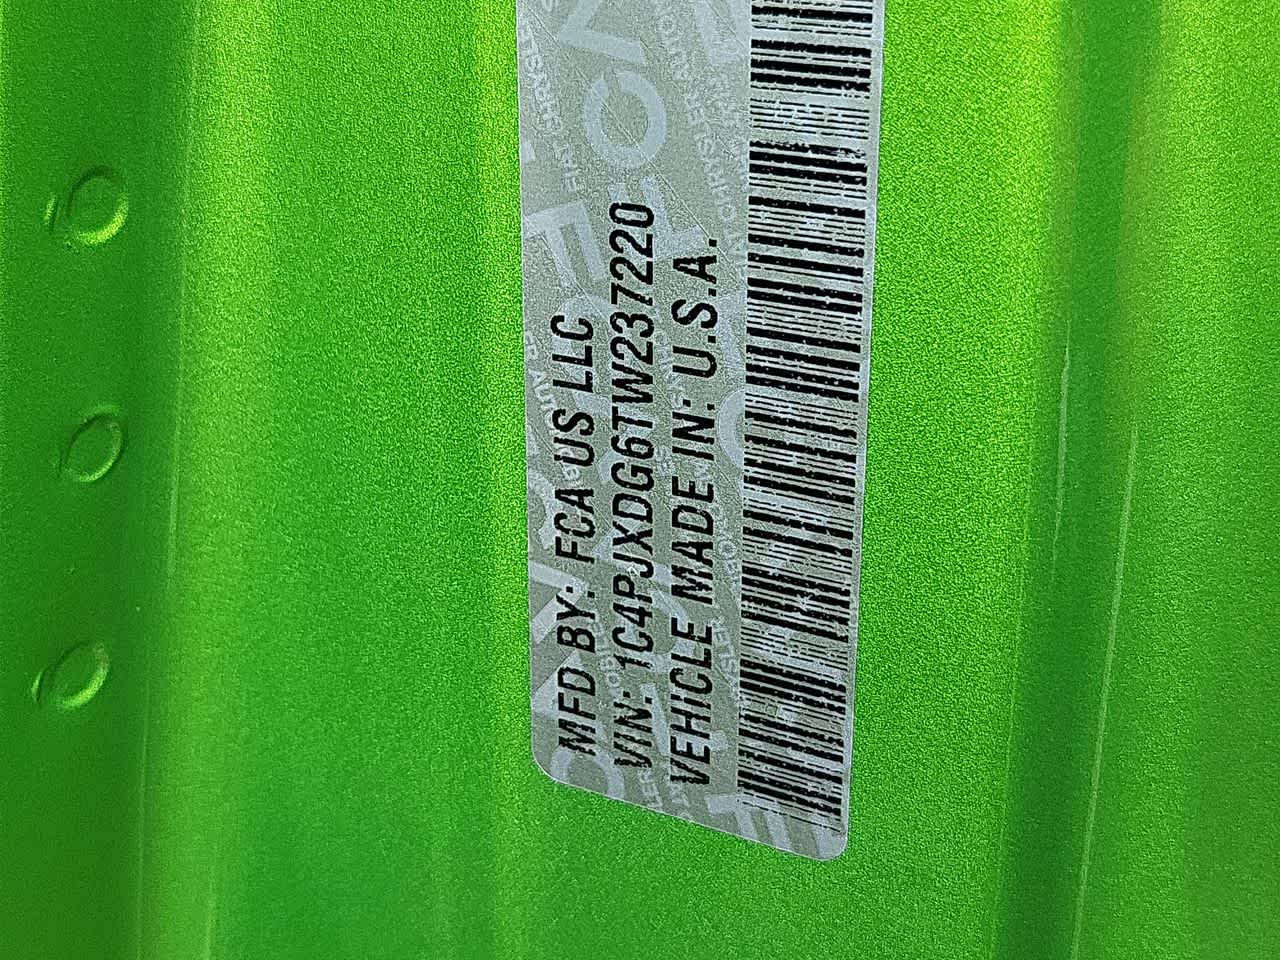 MFD BY: FCA US LLC
VIN: 1C4PJXDG6TW237220
VEHICLE MADE IN: U.S.A.